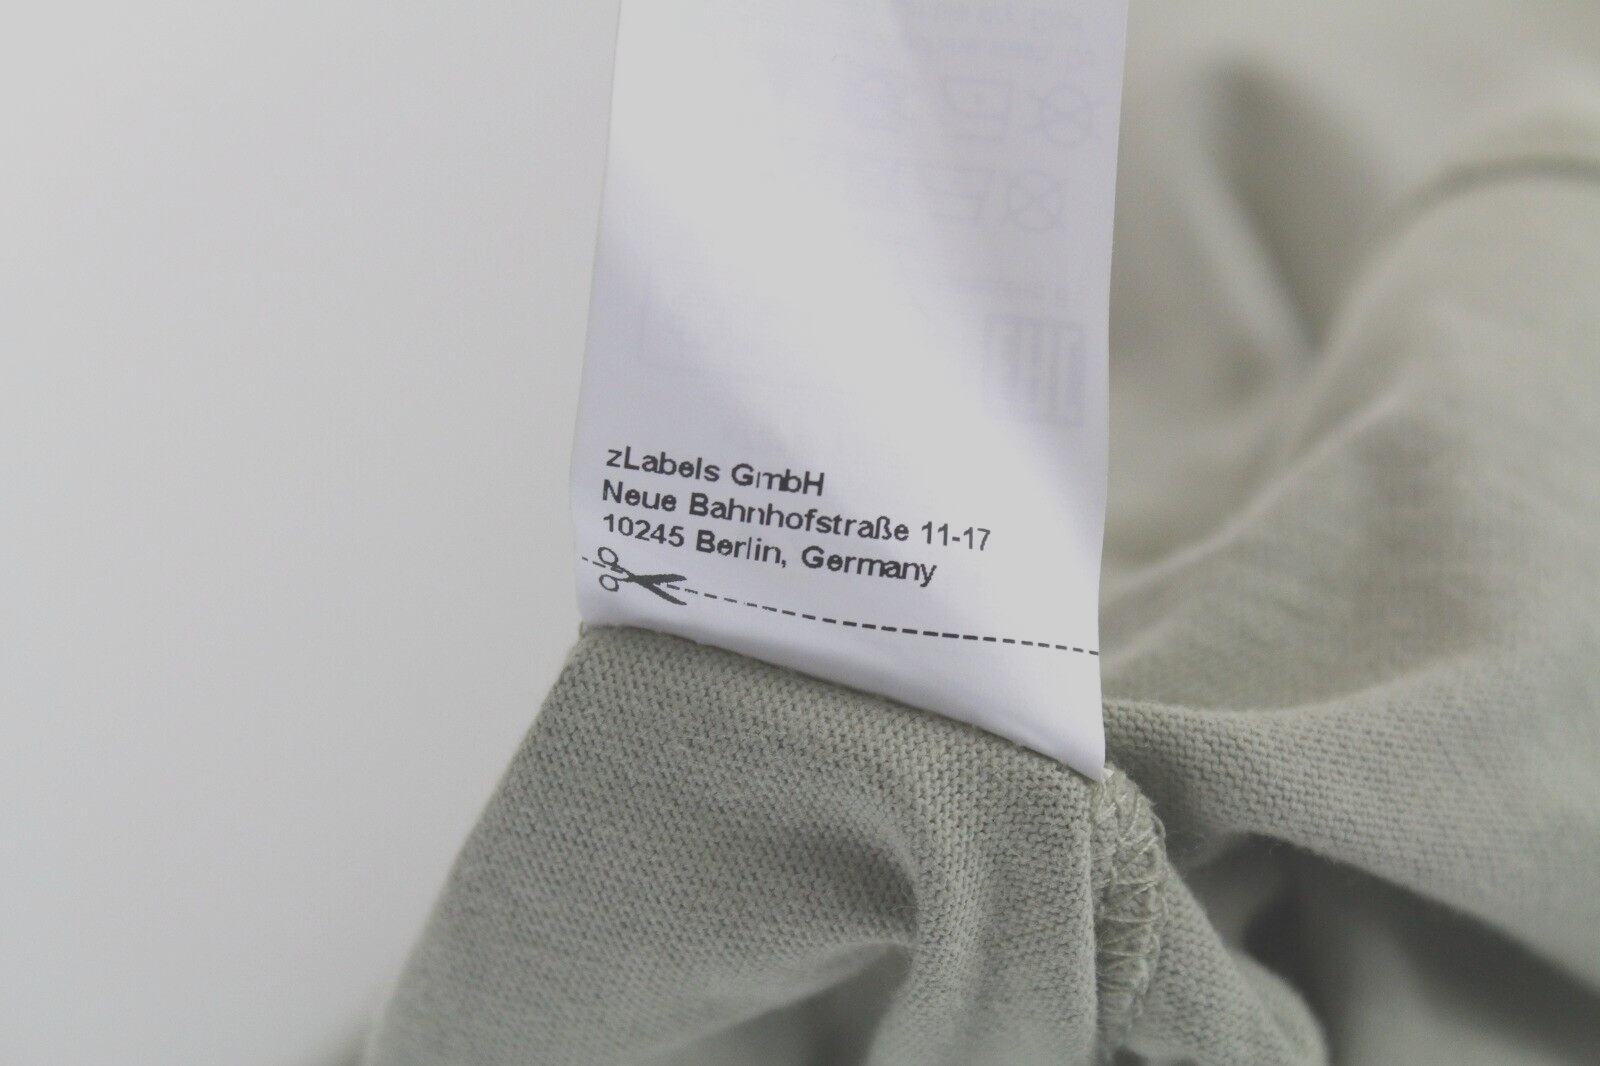 zLabels GmbH
Neue Bahnhofstraße 11-17
10245 Berlin, Germany